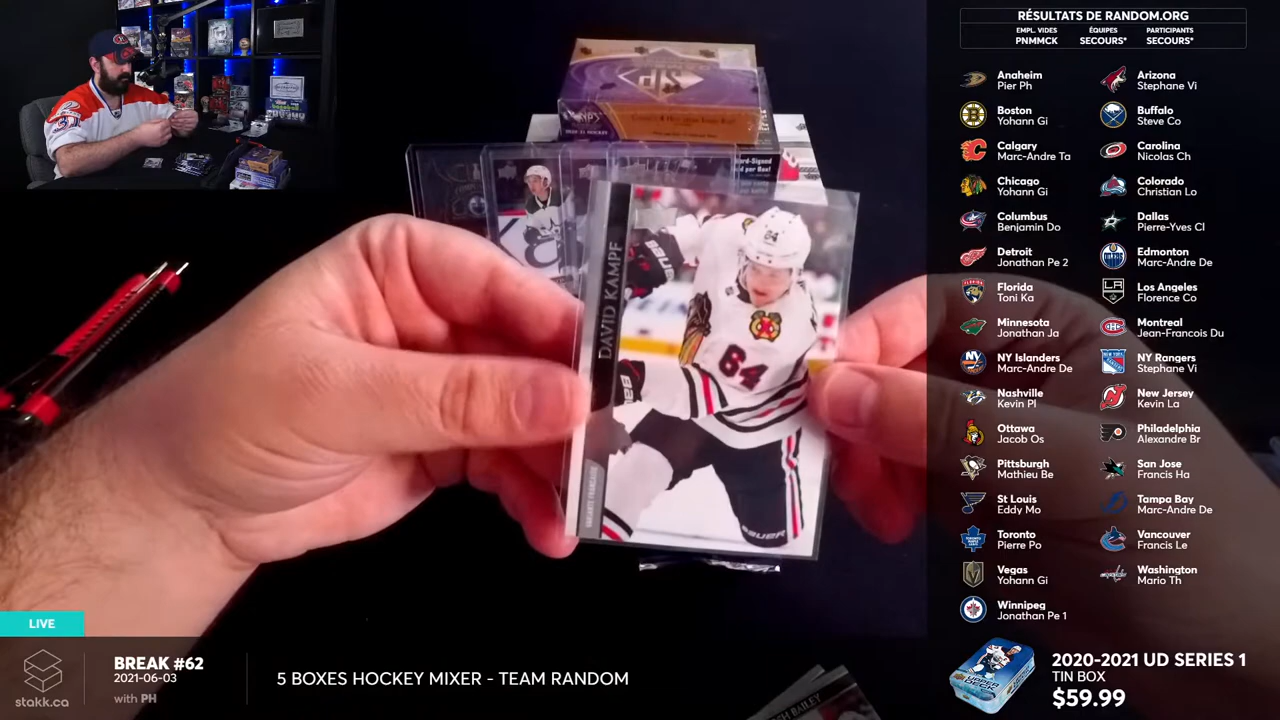 RÉSULTATS DE RANDOM.ORG
EMPL. VIDES
PNMMCK
ÉQUIPES
SECOURS*
PARTICIPANTS
SECOURS*
Anaheim
Pier Ph
Arizona
Stephane Vi
Boston
Yohann Gi
Buffalo
Steve Co
Calgary
Marc-Andre Ta
Carolina
Nicolas Ch
Chicago
Yohann Gi
Colorado
Christian Lo
Columbus
Benjamin Do
Dallas
Pierre-Yves Cl
Detroit
Jonathan Pe 2
Edmonton
Marc-Andre De
Florida
Toni Ka
Los Angeles
Florence Co
Minnesota
Jonathan Ja
Montreal
Jean-Francois Du
NY Islanders
Marc-Andre De
NY Rangers
Stephane Vi
Nashville
Kevin Pl
New Jersey
Kevin La
Ottawa
Jacob Os
Philadelphia
Alexandre Br
Pittsburgh
Mathieu Be
San Jose
Francis Ha
St Louis
Eddy Mo
Tampa Bay
Marc-Andre De
Toronto
Pierre Po
Vancouver
Francis Le
Vegas
Yohann Gi
Washington
Mario Th
Winnipeg
Jonathan Pe 1
SP
DAVID KAMPF
VARIANTE FRANÇAISE
64
BAUER
BAILEY
LIVE
stakk.ca
BREAK #62
2021-06-03
with PH
5 BOXES HOCKEY MIXER - TEAM RANDOM
2020-2021 UD SERIES 1
TIN BOX
$59.99